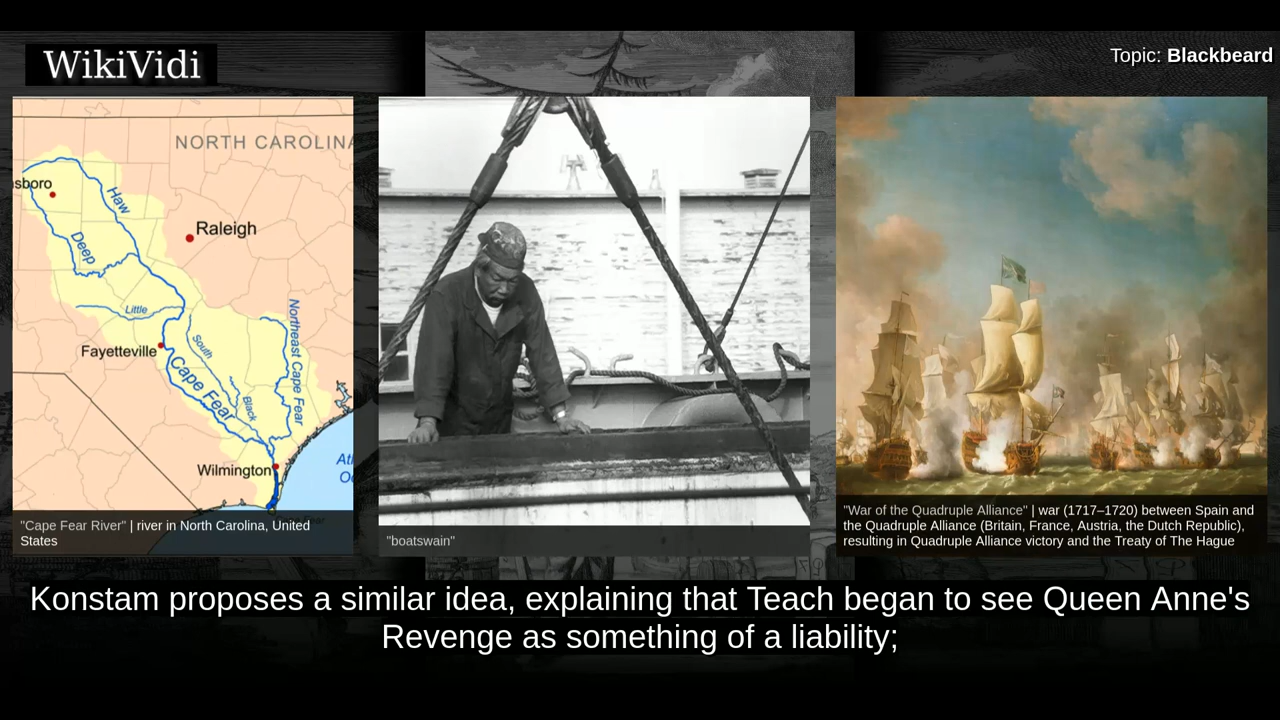 WikiVidi
Topic: Blackbeard
NORTH CAROLINA
sboro
Haw
Raleigh
Deep
Little
Northeast Cape Fear
South
Fayetteville
Cape Fear
Black
Wilmington
"Cape Fear River" | river in North Carolina, United
States
"boatswain"
"War of the Quadruple Alliance" | war (1717–1720) between Spain and
the Quadruple Alliance (Britain, France, Austria, the Dutch Republic),
resulting in Quadruple Alliance victory and the Treaty of The Hague
Konstam proposes a similar idea, explaining that Teach began to see Queen Anne's
Revenge as something of a liability;